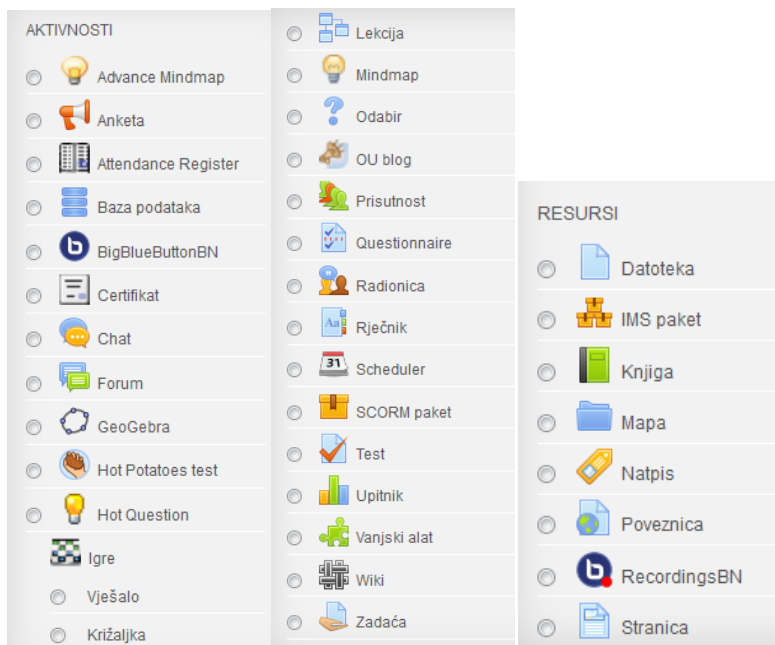 AKTIVNOSTI
Advance Mindmap
Anketa
Attendance Register
Baza podataka
BigBlueButtonBN
Certifikat
Chat
Forum
GeoGebra
Hot Potatoes test
Hot Question
Igre
Vješalo
Križaljka
Lekcija
Mindmap
Odabir
OU blog
Prisutnost
Questionnaire
Radionica
Rječnik
31
Scheduler
SCORM paket
Test
Upitnik
Vanjski alat
Wiki
Zadaća
RESURSI
Datoteka
IMS paket
Knjiga
Mapa
Natpis
Poveznica
RecordingsBN
Stranica